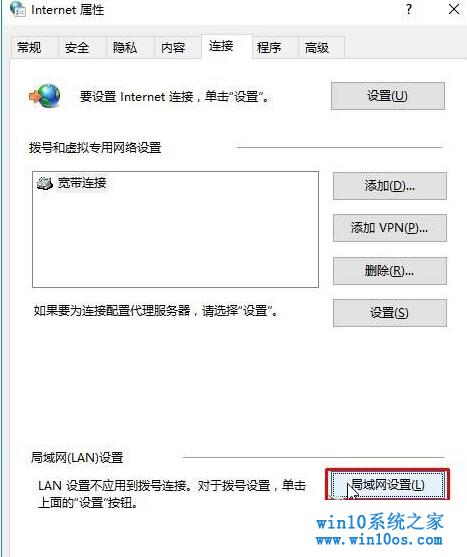 Internet 属性
? ×
常规 安全 隐私 内容 连接 程序 高级
要设置 Internet 连接，单击“设置”。
设置(U)
拨号和虚拟专用网络设置
宽带连接
添加(D)...
添加 VPN(P)...
删除(R)...
如果要为连接配置代理服务器，请选择“设置”。
设置(S)
局域网(LAN)设置
LAN 设置不应用到拨号连接。对于拨号设置，单击
上面的“设置”按钮。
局域网设置(L)
win10系统之家
www.win10os.com